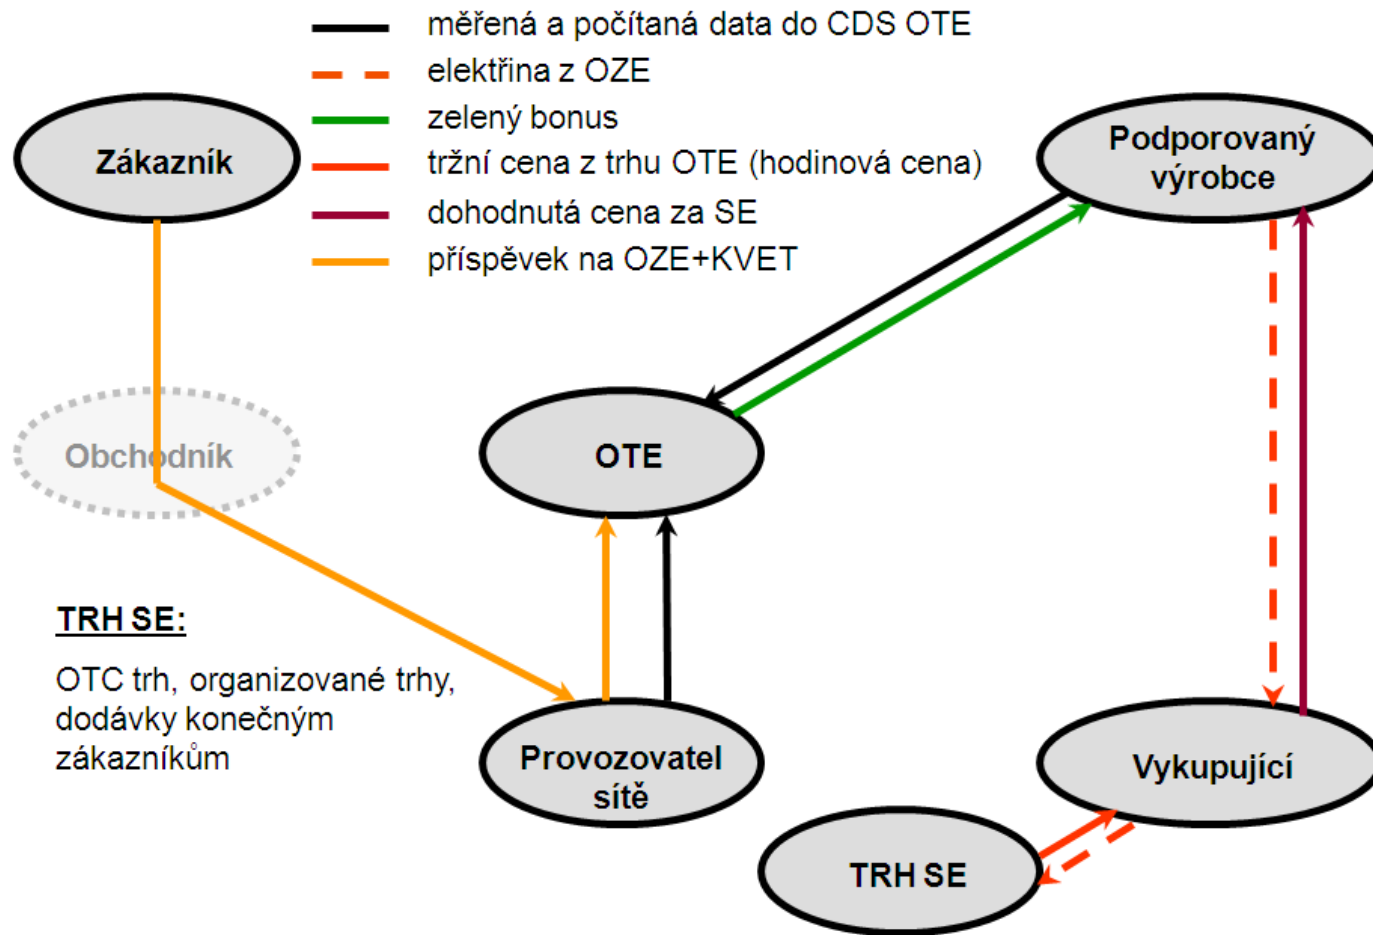 měřená a počítaná data do CDS OTE
elektřina z OZE
zelený bonus
tržní cena z trhu OTE (hodinová cena)
dohodnutá cena za SE
příspěvek na OZE+KVET
Zákazník
Podporovaný
výrobce
Obchodník
OTE
TRH SE:
OTC trh, organizované trhy,
dodávky konečným
zákazníkům
Provozovatel
sítě
Vykupující
TRH SE